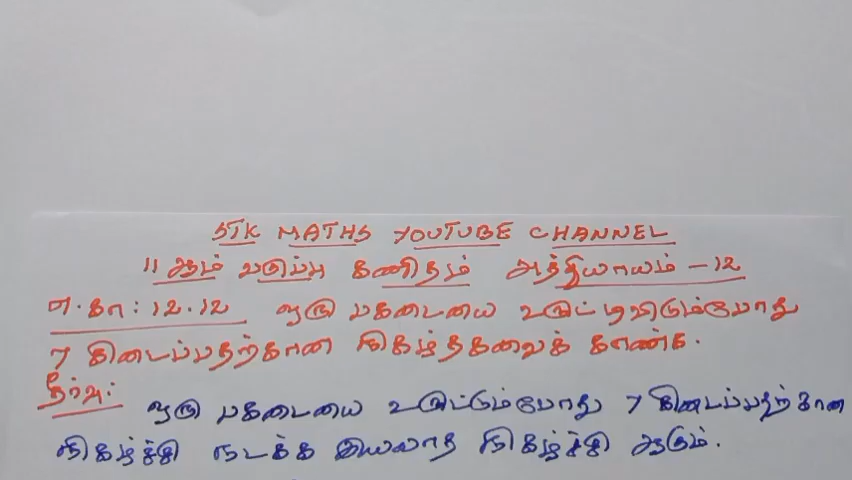 STK MATHS YOUTUBE CHANNEL
11 ஆம் வகுப்பு கணிதம் அத்தியாயம் - 12
எ.கா : 12.12 ஒரு பகடையை உருட்டிவிடும்போது
7 கிடைப்பதற்கான நிகழ்தகவைக் காண்க.
தீர்வு:
ஒரு பகடையை உருட்டும்போது 7 கிடைப்பதற்கான
நிகழ்ச்சி நடக்க இயலாத நிகழ்ச்சி ஆகும்.